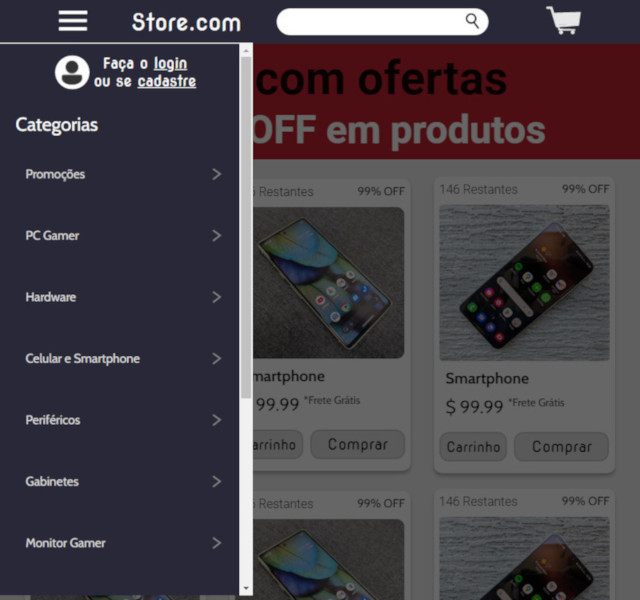 Store.com
Faça o login
ou se cadastre
Categorias
Promoções
PC Gamer
Hardware
Celular e Smartphone
Periféricos
Gabinetes
Monitor Gamer
com ofertas
OFF em produtos
Restantes 99% OFF
99.99 *Frete Grátis
Comprar
146 Restantes 99% OFF
Smartphone
$ 99.99 *Frete Grátis
Carrinho Comprar
Restantes 99% OFF
146 Restantes 99% OFF